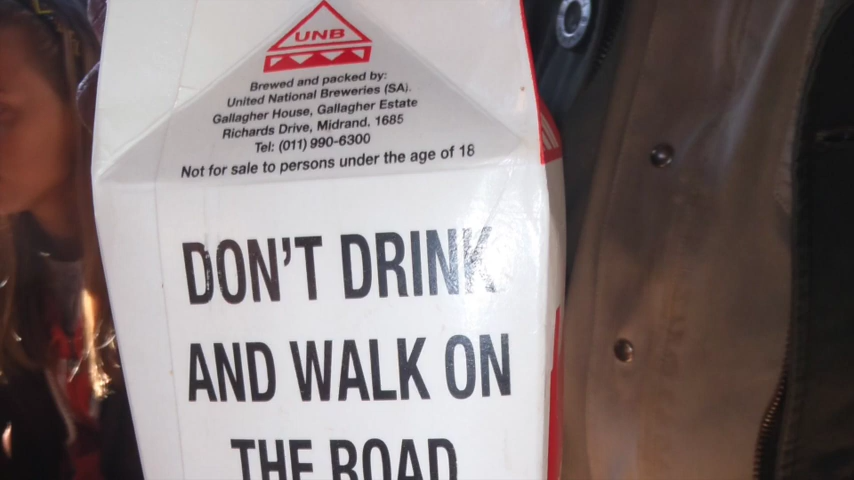 UNB
Brewed and packed by:
United National Breweries (SA).
Gallagher House, Gallagher Estate
Richards Drive, Midrand, 1685
Tel: (011) 990-6300
Not for sale to persons under the age of 18
DON'T DRINK
AND WALK ON
THE ROAD